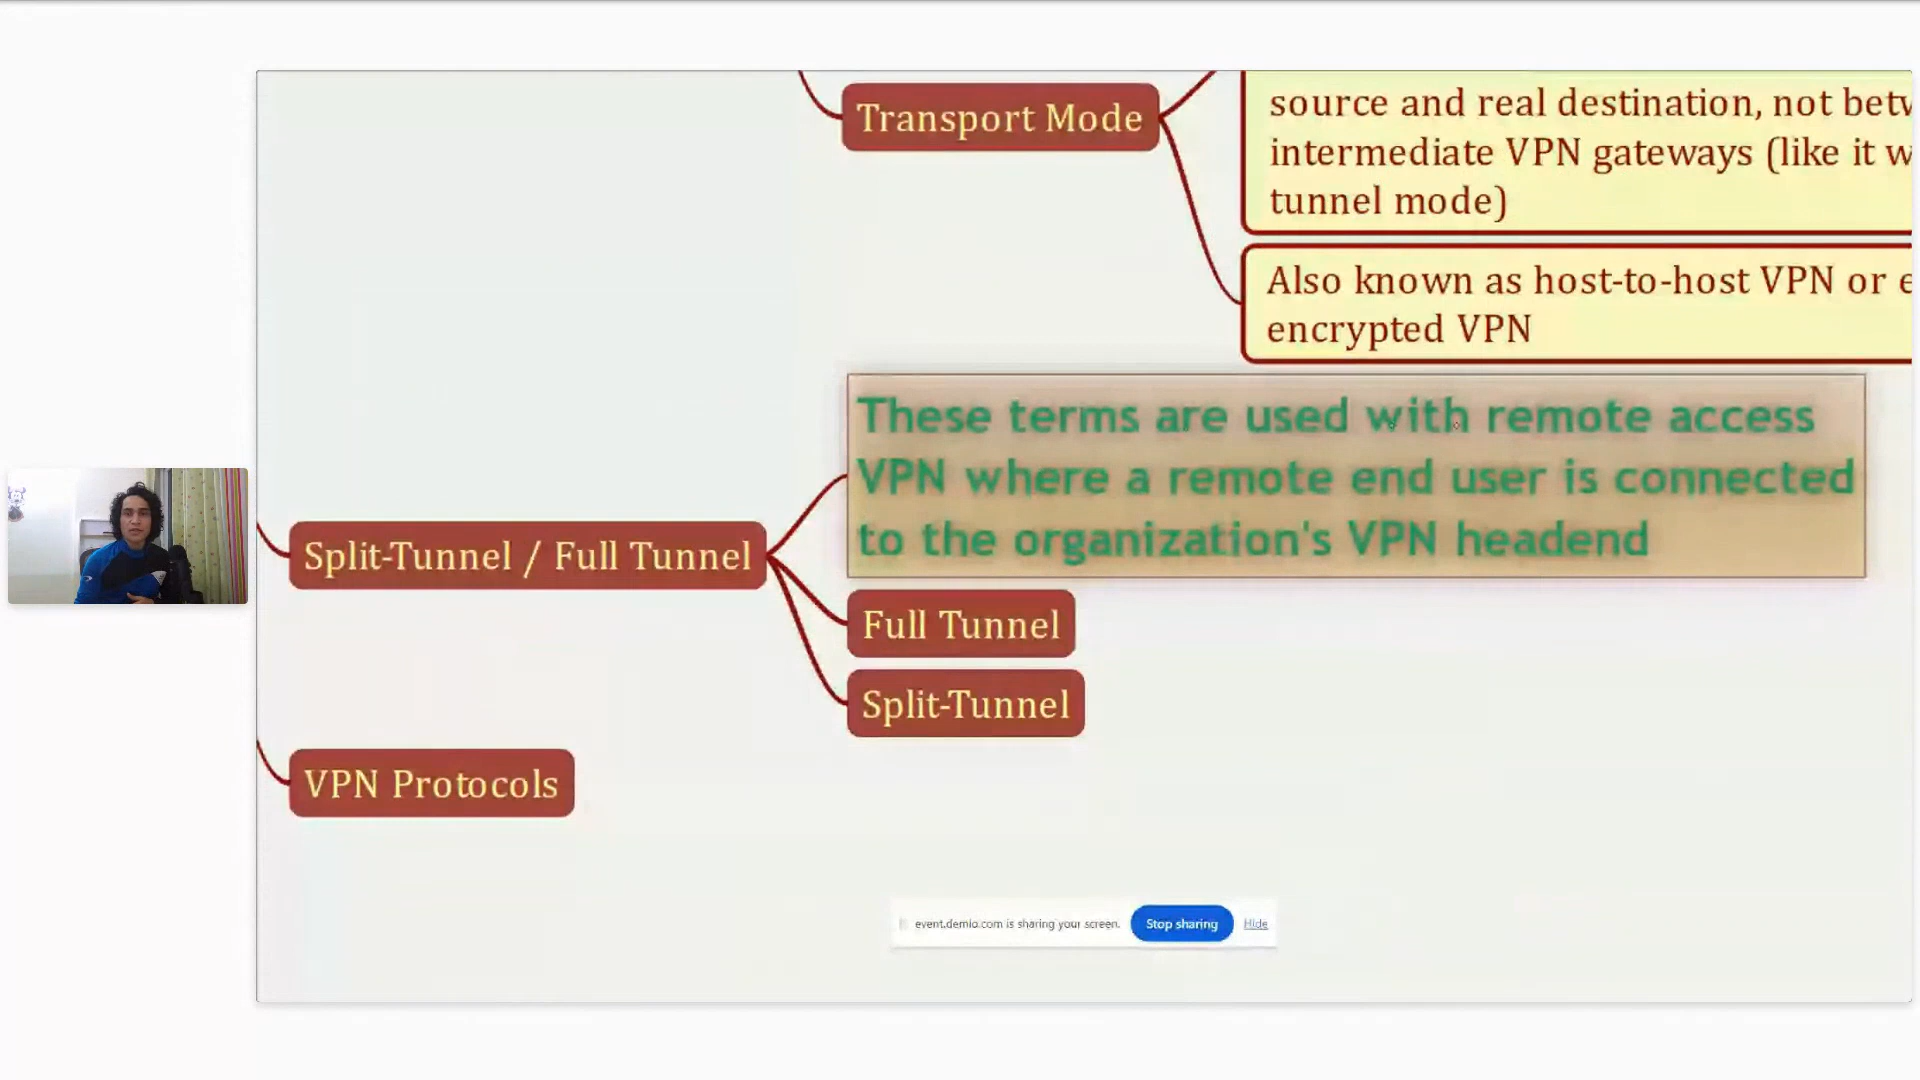 Transport Mode
source and real destination, not
intermediate VPN gateways (like it
tunnel mode)
Also known as host-to-host VPN or
encrypted VPN
These terms are used with remote access
VPN where a remote end user is connected
to the organization's VPN headend
Split-Tunnel / Full Tunnel
Full Tunnel
Split-Tunnel
VPN Protocols
event.demio.com is sharing your screen.
Stop sharing
Hide